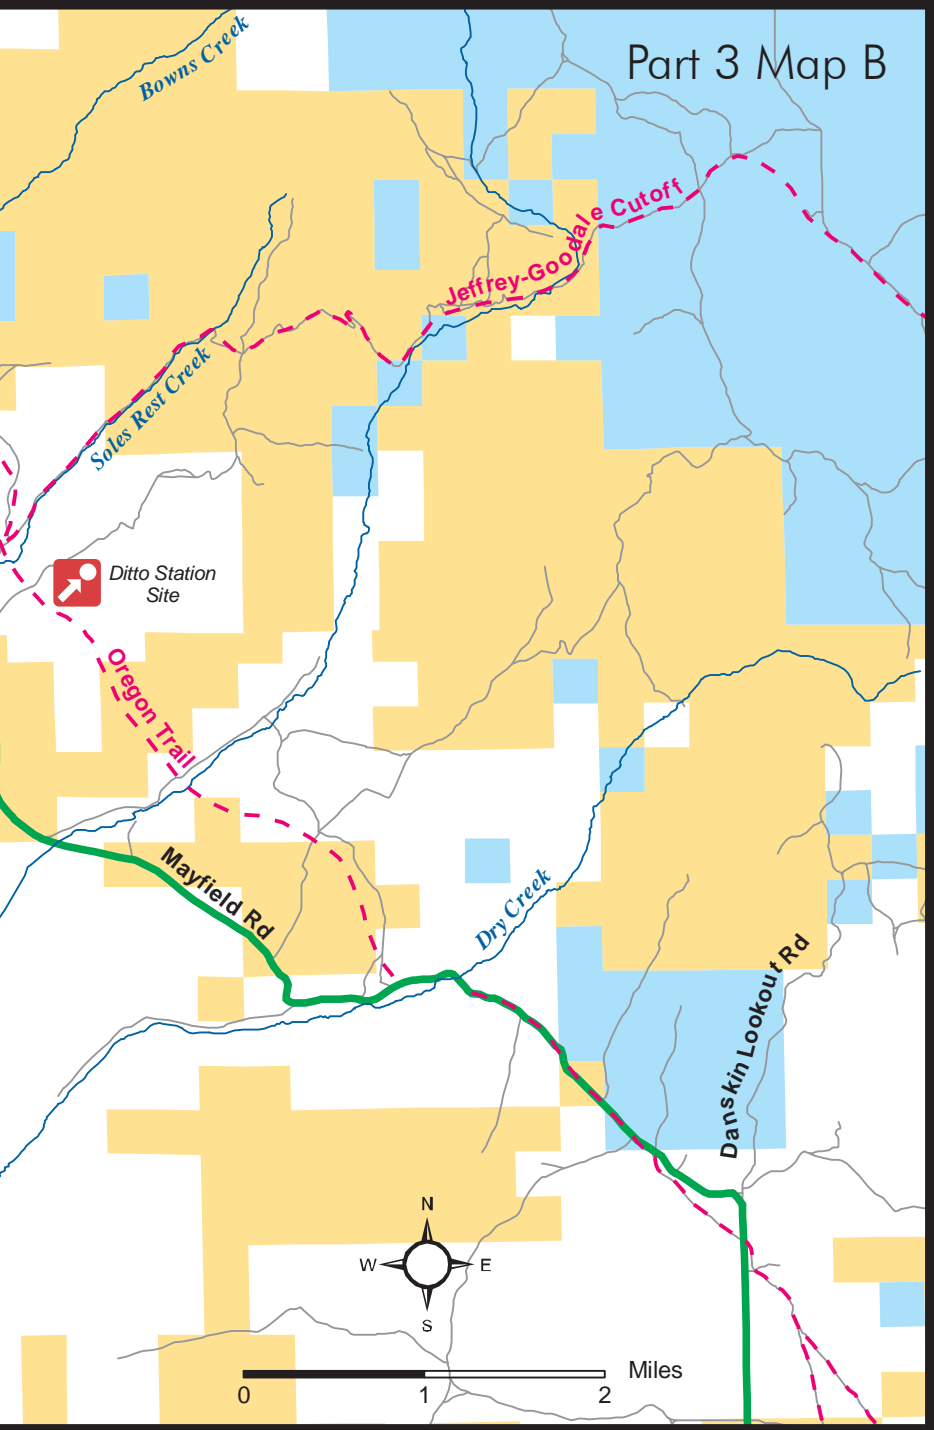 Part 3 Map B
Bowns Creek
Jeffrey-Goodale Cutoff
Soles Rest Creek
Ditto Station
Site
Oregon Trail
Mayfield Rd
Dry Creek
Danskin Lookout Rd
N
W E
S
Miles
0 1 2